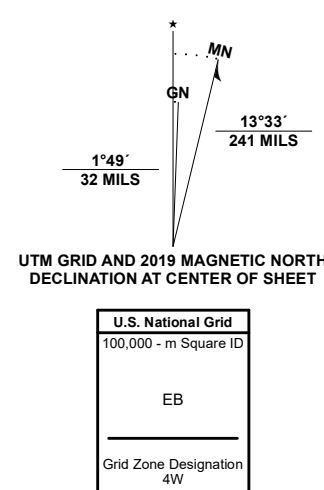 ★
MN
GN
13°33´
241 MILS
1°49´
32 MILS
UTM GRID AND 2019 MAGNETIC NORTH
DECLINATION AT CENTER OF SHEET
U.S. National Grid
100,000 - m Square ID
EB
Grid Zone Designation
4W